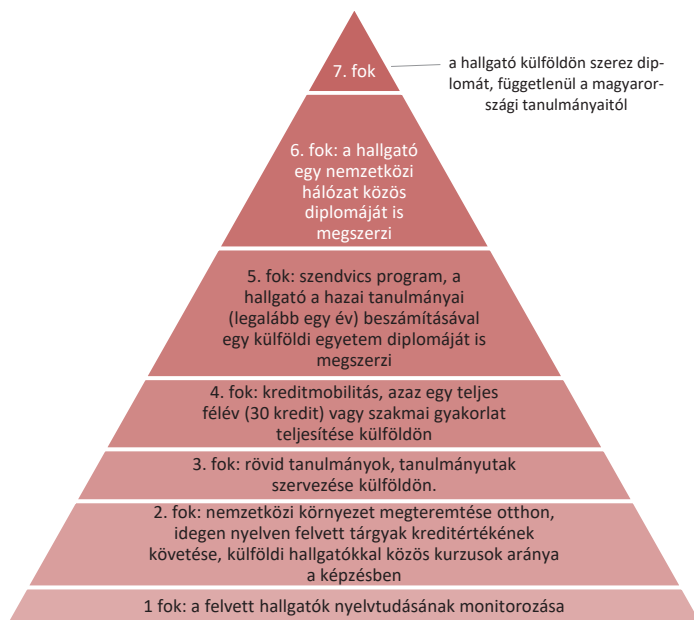 7. fok
a hallgató külföldön szerez dip-
lomát, függetlenül a magyaror-
szági tanulmányaitól
6. fok: a hallgató
egy nemzetközi
hálózat közös
diplomáját is
megszerzi
5. fok: szendvics program, a
hallgató a hazai tanulmányai
(legalább egy év) beszámításával
egy külföldi egyetem diplomáját is
megszerzi
4. fok: kreditmobilitás, azaz egy teljes
félév (30 kredit) vagy szakmai gyakorlat
teljesítése külföldön
3. fok: rövid tanulmányok, tanulmányutak
szervezése külföldön.
2. fok: nemzetközi környezet megteremtése otthon,
idegen nyelven felvett tárgyak kreditértékének
követése, külföldi hallgatókkal közös kurzusok aránya
a képzésben
1 fok: a felvett hallgatók nyelvtudásának monitorozása